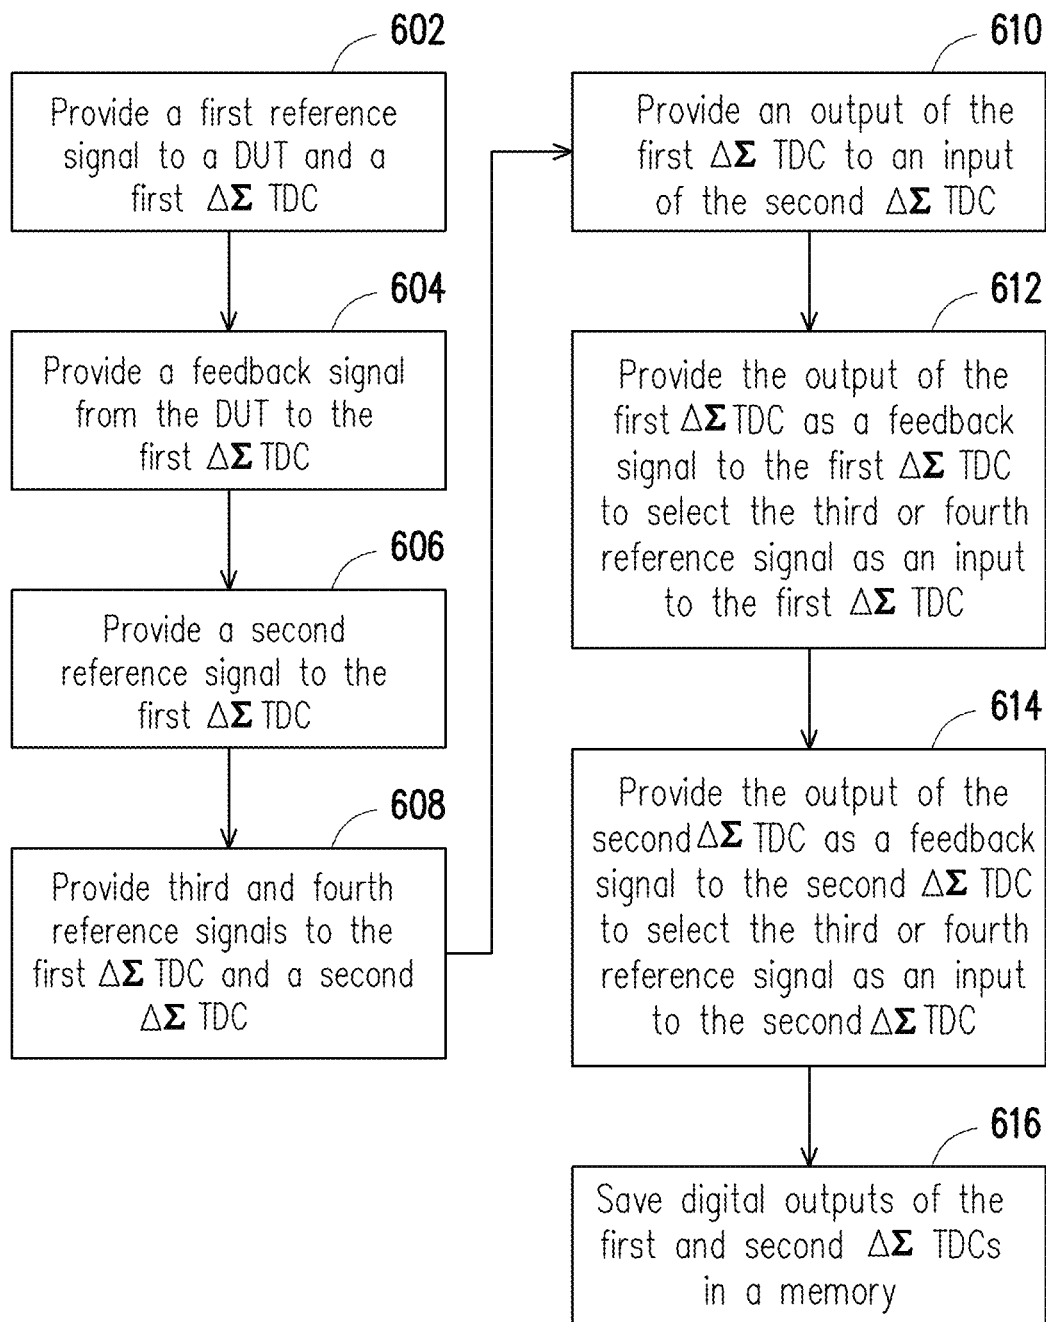 602
Provide a first reference
signal to a DUT and a
first ΔΣ TDC
604
Provide a feedback signal
from the DUT to the
first ΔΣ TDC
606
Provide a second
reference signal to the
first ΔΣ TDC
608
Provide third and fourth
reference signals to the
first ΔΣ TDC and a second
ΔΣ TDC
610
Provide an output of the
first ΔΣ TDC to an input
of the second ΔΣ TDC
612
Provide the output of the
first ΔΣ TDC as a feedback
signal to the first ΔΣ TDC
to select the third or fourth
reference signal as an input
to the first ΔΣ TDC
614
Provide the output of the
second ΔΣ TDC as a feedback
signal to the second ΔΣ TDC
to select the third or fourth
reference signal as an input
to the second ΔΣ TDC
616
Save digital outputs of the
first and second ΔΣ TDCs
in a memory